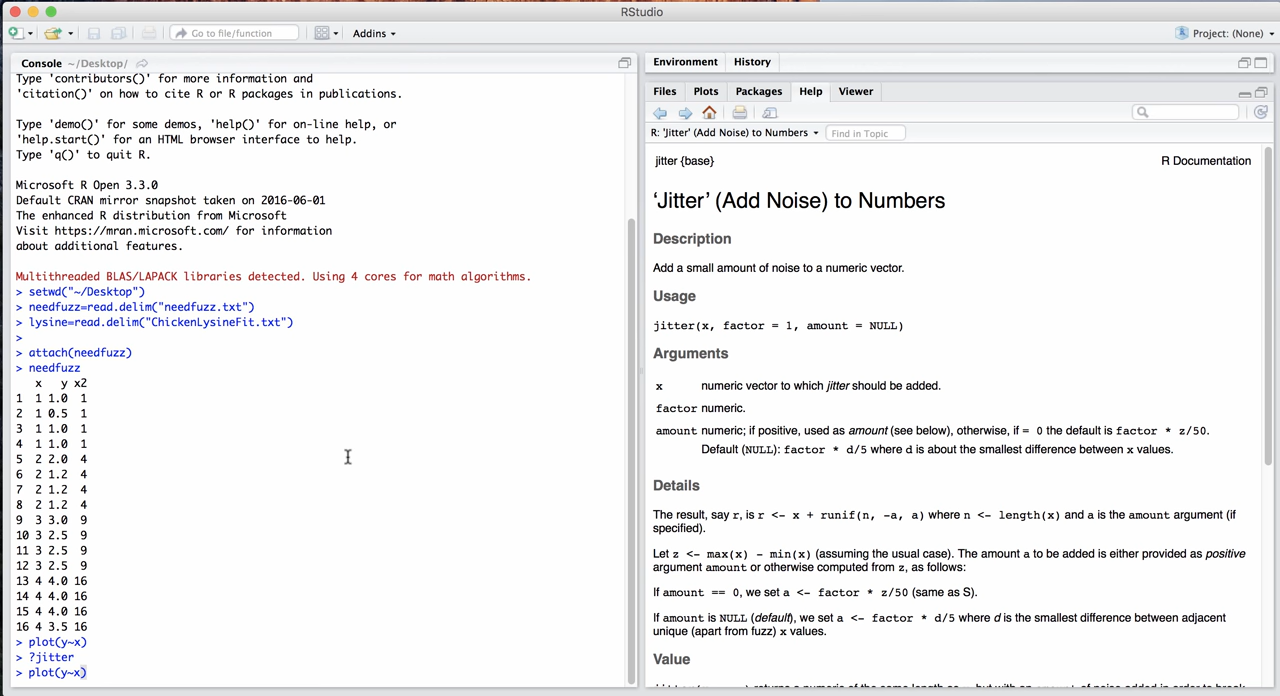 RStudio
Go to file/function
Addins
Project: (None)
Console ~/Desktop/
Type 'contributors()' for more information and
'citation()' on how to cite R or R packages in publications.
Type 'demo()' for some demos, 'help()' for on-line help, or
'help.start()' for an HTML browser interface to help.
Type 'q()' to quit R.
Microsoft R Open 3.3.0
Default CRAN mirror snapshot taken on 2016-06-01
The enhanced R distribution from Microsoft
Visit https://mran.microsoft.com/ for information
about additional features.
Multithreaded BLAS/LAPACK libraries detected. Using 4 cores for math algorithms.
> setwd("~/Desktop")
> needfuzz=read.delim("needfuzz.txt")
> lysine=read.delim("ChickenLysineFit.txt")
>
> attach(needfuzz)
> needfuzz
x y x2
1 1 1.0 1
2 1 0.5 1
3 1 1.0 1
4 1 1.0 1
5 2 2.0 4
6 2 1.2 4
7 2 1.2 4
8 2 1.2 4
9 3 3.0 9
10 3 2.5 9
11 3 2.5 9
12 3 2.5 9
13 4 4.0 16
14 4 4.0 16
15 4 4.0 16
16 4 3.5 16
> plot(y~x)
> ?jitter
> plot(y~x)
Environment History
Files Plots Packages Help Viewer
R: 'Jitter' (Add Noise) to Numbers Find in Topic
jitter {base} R Documentation
‘Jitter’ (Add Noise) to Numbers
Description
Add a small amount of noise to a numeric vector.
Usage
jitter(x, factor = 1, amount = NULL)
Arguments
x numeric vector to which jitter should be added.
factor numeric.
amount numeric; if positive, used as amount (see below), otherwise, if = 0 the default is factor * z/50.
Default (NULL): factor * d/5 where d is about the smallest difference between x values.
Details
The result, say r, is r <- x + runif(n, -a, a) where n <- length(x) and a is the amount argument (if
specified).
Let z <- max(x) - min(x) (assuming the usual case). The amount a to be added is either provided as positive
argument amount or otherwise computed from z, as follows:
If amount == 0, we set a <- factor * z/50 (same as S).
If amount is NULL (default), we set a <- factor * d/5 where d is the smallest difference between adjacent
unique (apart from fuzz) x values.
Value